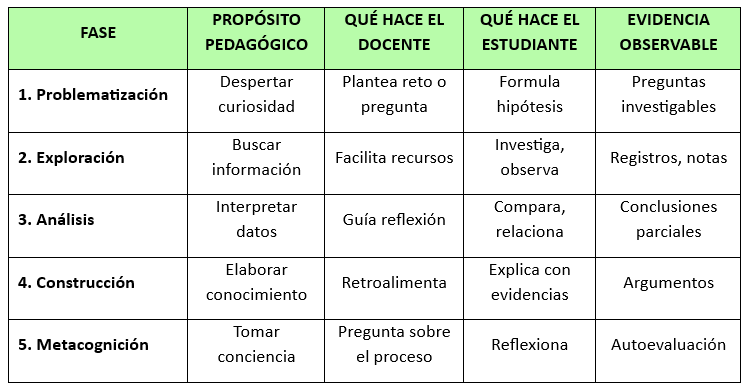 FASE
PROPÓSITO
PEDAGÓGICO
QUÉ HACE EL
DOCENTE
QUÉ HACE EL
ESTUDIANTE
EVIDENCIA
OBSERVABLE
1. Problematización
Despertar
curiosidad
Plantea reto o
pregunta
Formula
hipótesis
Preguntas
investigables
2. Exploración
Buscar
información
Facilita recursos
Investiga,
observa
Registros, notas
3. Análisis
Interpretar
datos
Guía reflexión
Compara,
relaciona
Conclusiones
parciales
4. Construcción
Elaborar
conocimiento
Retroalimenta
Explica con
evidencias
Argumentos
5. Metacognición
Tomar
conciencia
Pregunta sobre
el proceso
Reflexiona
Autoevaluación